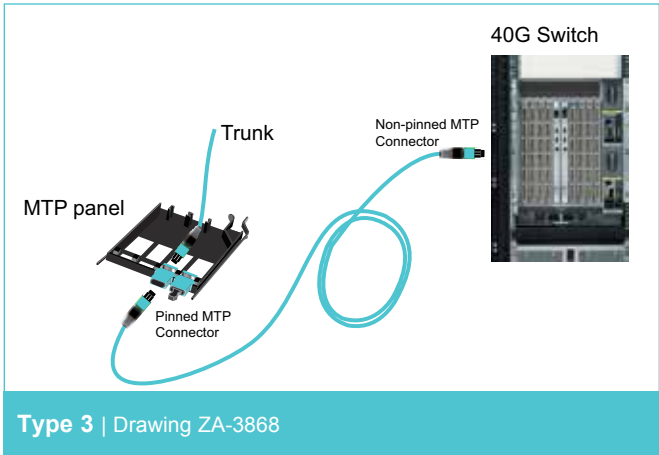 40G Switch
Non-pinned MTP
Connector
Trunk
MTP panel
Pinned MTP
Connector
Type 3 | Drawing ZA-3868